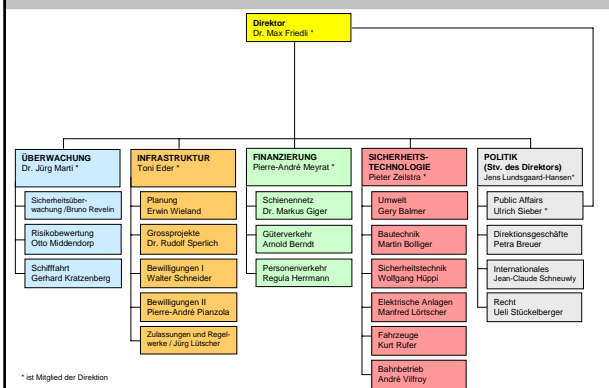 Direktor
Dr. Max Friedli *
ÜBERWACHUNG
Dr. Jürg Marti *
Sicherheitsüber-
wachung /Bruno Revelin
Risikobewertung
Otto Middendorp
Schifffahrt
Gerhard Kratzenberg
INFRASTRUKTUR
Toni Eder *
Planung
Erwin Wieland
Grossprojekte
Dr. Rudolf Sperlich
Bewilligungen I
Walter Schneider
Bewilligungen II
Pierre-André Pianzola
Zulassungen und Regel-
werke / Jürg Lütscher
FINANZIERUNG
Pierre-André Meyrat *
Schienennetz
Dr. Markus Giger
Güterverkehr
Arnold Berndt
Personenverkehr
Regula Herrmann
SICHERHEITS-
TECHNOLOGIE
Pieter Zeilstra *
Umwelt
Gery Balmer
Bautechnik
Martin Bolliger
Sicherheitstechnik
Wolfgang Hüppi
Elektrische Anlagen
Manfred Lörtscher
Fahrzeuge
Kurt Rufer
Bahnbetrieb
André Vilfroy
POLITIK
(Stv. des Direktors)
Jens Lundsgaard-Hansen*
Public Affairs
Ulrich Sieber *
Direktionsgeschäfte
Petra Breuer
Internationales
Jean-Claude Schneuwly
Recht
Ueli Stückelberger
* ist Mitglied der Direktion